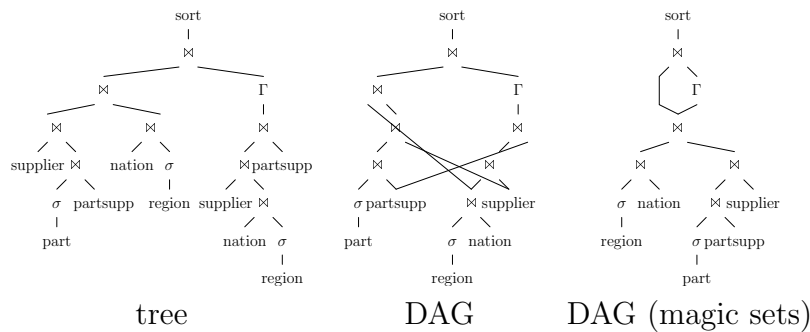 sort sort sort
⋈ ⋈ ⋈
⋈ Γ ⋈ Γ Γ
⋈ ⋈ ⋈ ⋈ ⋈ ⋈
supplier ⋈ nation σ ⋈ partsupp ⋈ ⋈ ⋈ ⋈
σ partsupp region supplier ⋈ σ partsupp ⋈ supplier σ nation ⋈ supplier
part nation σ part σ nation region σ partsupp
region region part
tree DAG DAG (magic sets)